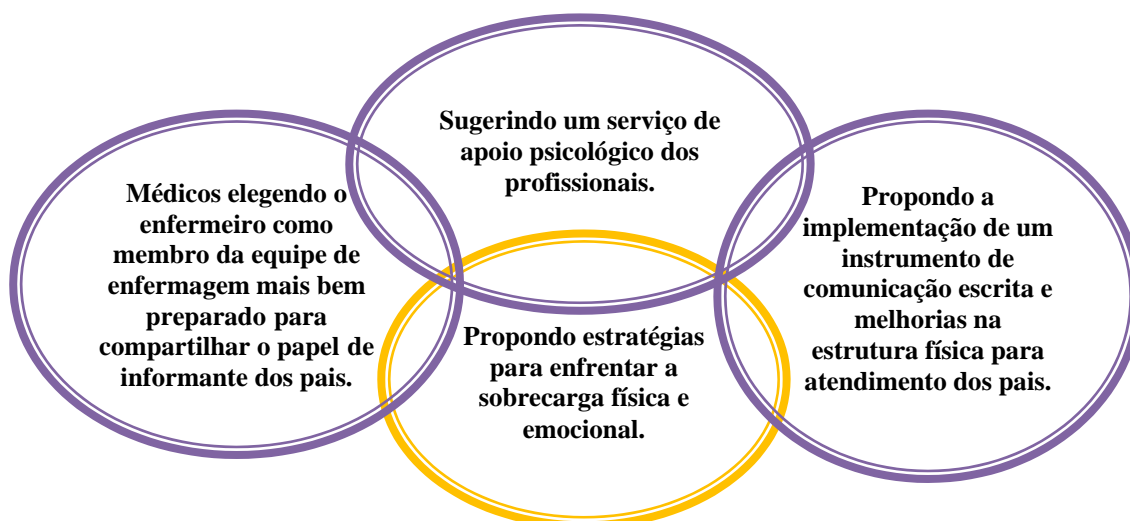 Sugerindo um serviço de
apoio psicológico dos
profissionais.
Médicos elegendo o
enfermeiro como
membro da equipe de
enfermagem mais bem
preparado para
compartilhar o papel de
informante dos pais.
Propondo a
implementação de um
instrumento de
comunicação escrita e
melhorias na
estrutura física para
atendimento dos pais.
Propondo estratégias
para enfrentar a
sobrecarga física e
emocional.